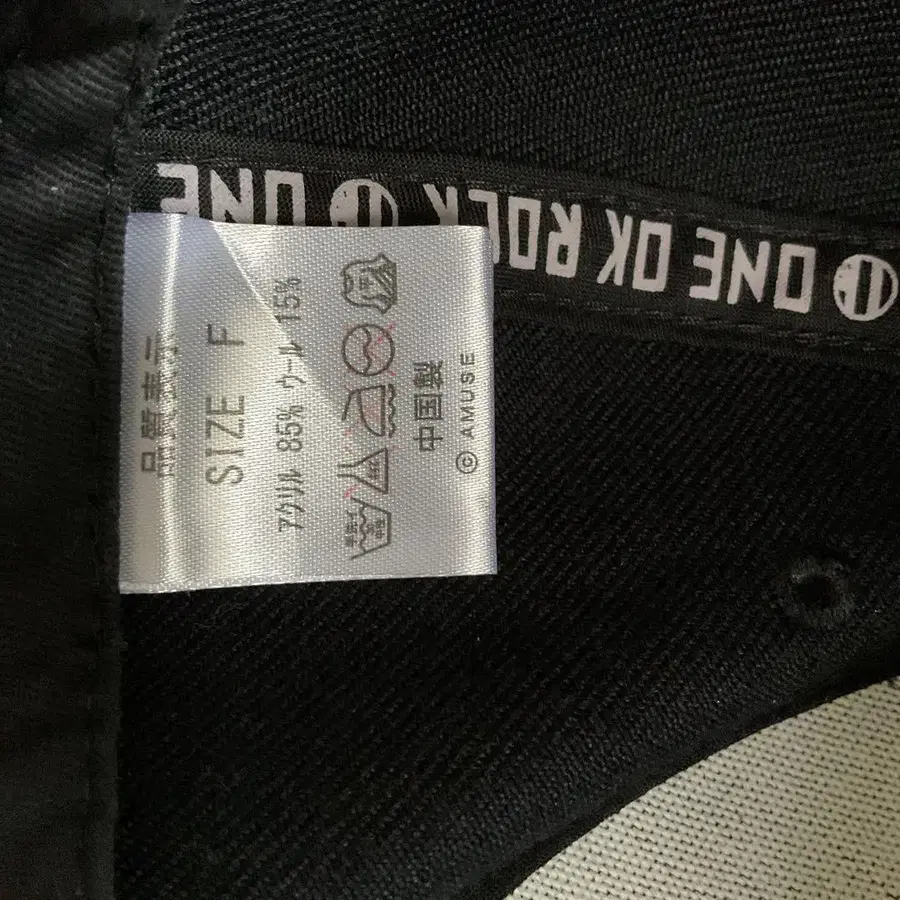 ONE OK ROCK
ONE
ONE
品質表示
SIZE F
アクリル 85% ウール 15%
中国製
© AMUSE